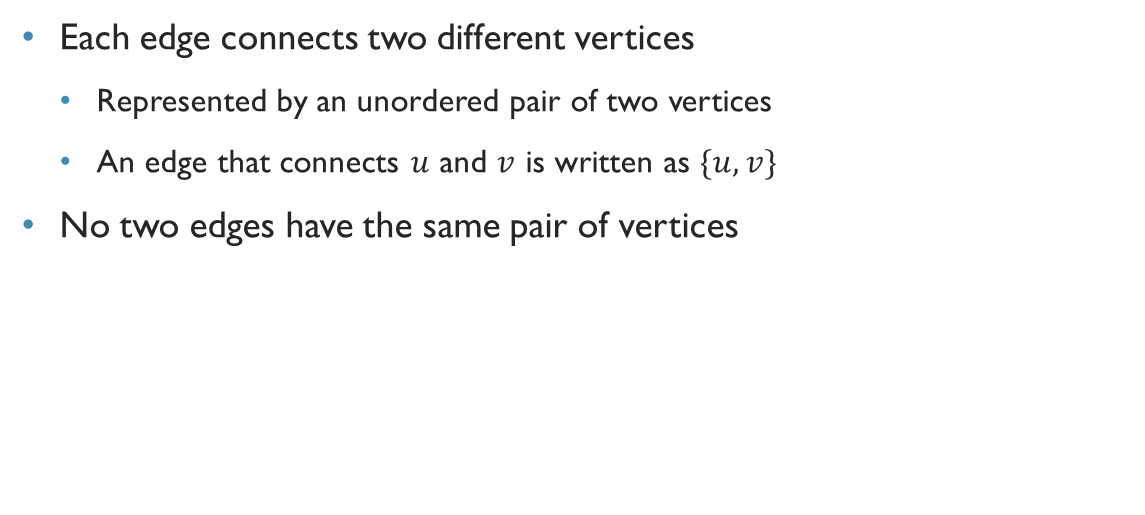 • Each edge connects two different vertices
• Represented by an unordered pair of two vertices
• An edge that connects 𝑢 and 𝑣 is written as {𝑢, 𝑣}
• No two edges have the same pair of vertices